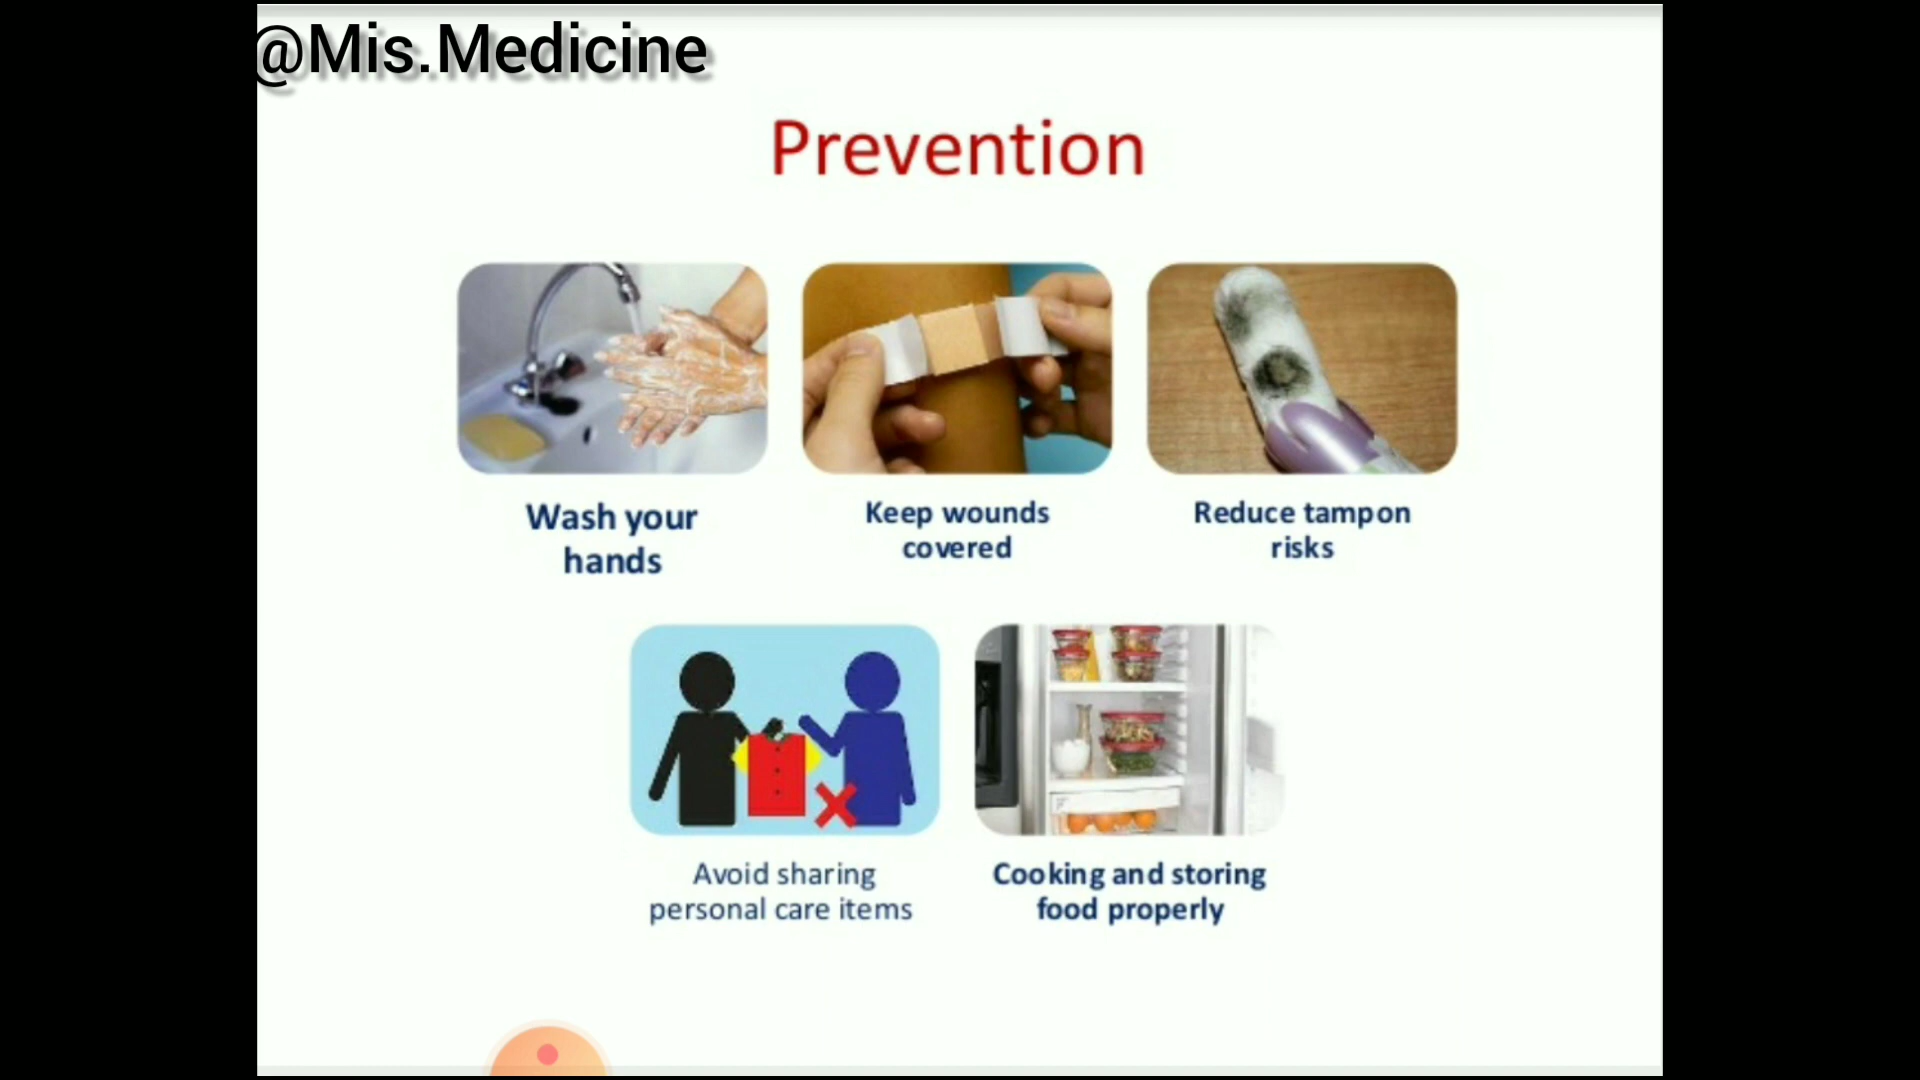 @Mis.Medicine
Prevention
Wash your
hands
Keep wounds
covered
Reduce tampon
risks
Avoid sharing
personal care items
Cooking and storing
food properly